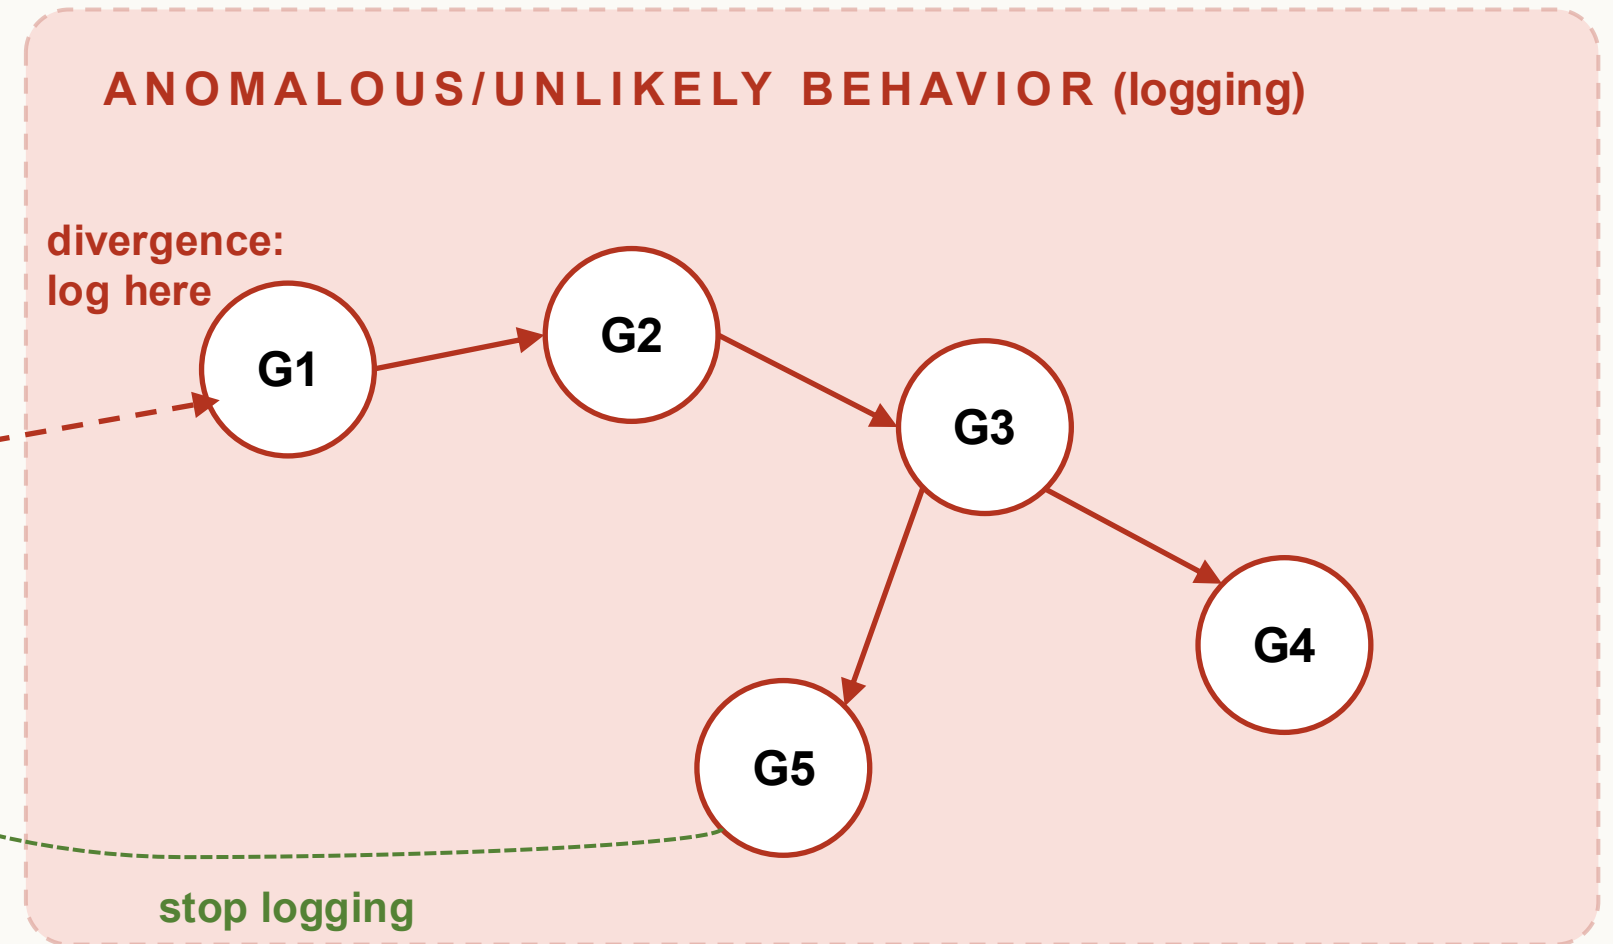 ANOMALOUS/UNLIKELY BEHAVIOR (logging)
divergence:
log here
G1
G2
G3
G4
G5
stop logging